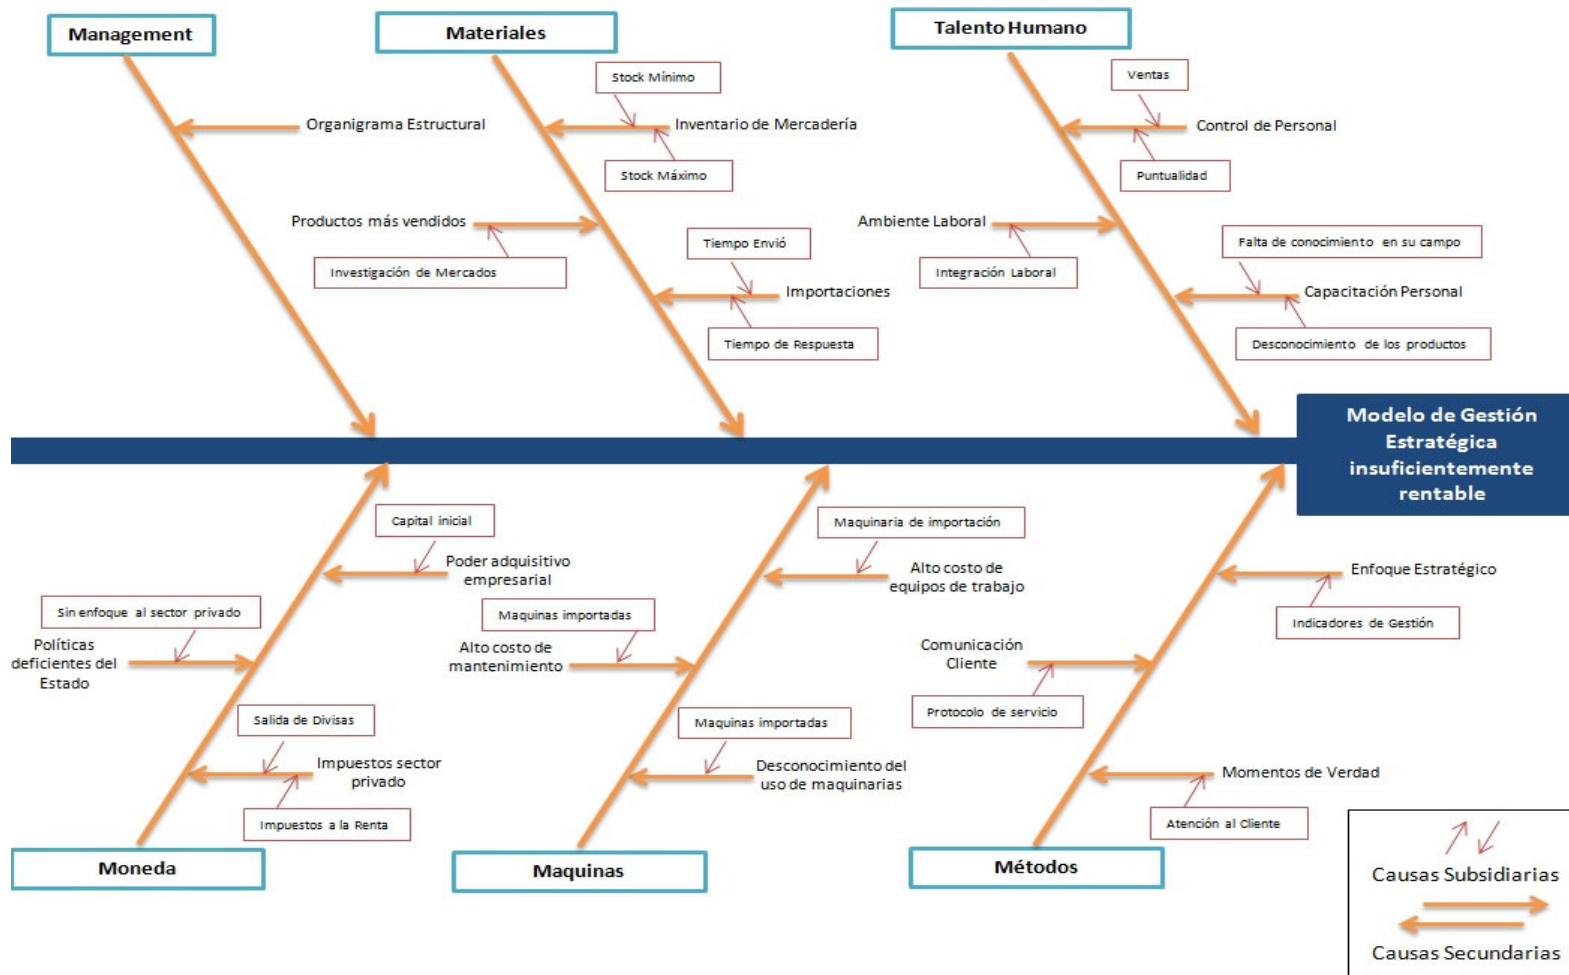 Management
Materiales
Talento Humano
Stock Mínimo
Ventas
Organigrama Estructural
Inventario de Mercadería
Control de Personal
Stock Máximo
Puntualidad
Productos más vendidos
Ambiente Laboral
Tiempo Envió
Falta de conocimiento en su campo
Investigación de Mercados
Integración Laboral
Importaciones
Capacitación Personal
Tiempo de Respuesta
Desconocimiento de los productos
Modelo de Gestión
Estratégica
insuficientemente
rentable
Capital inicial
Maquinaria de importación
Poder adquisitivo
empresarial
Alto costo de
equipos de trabajo
Enfoque Estratégico
Sin enfoque al sector privado
Maquinas importadas
Indicadores de Gestión
Políticas
deficientes del
Estado
Alto costo de
mantenimiento
Comunicación
Cliente
Protocolo de servicio
Salida de Divisas
Maquinas importadas
Impuestos sector
privado
Desconocimiento del
uso de maquinarias
Momentos de Verdad
Impuestos a la Renta
Atención al Cliente
Moneda
Maquinas
Métodos
Causas Subsidiarias
Causas Secundarias